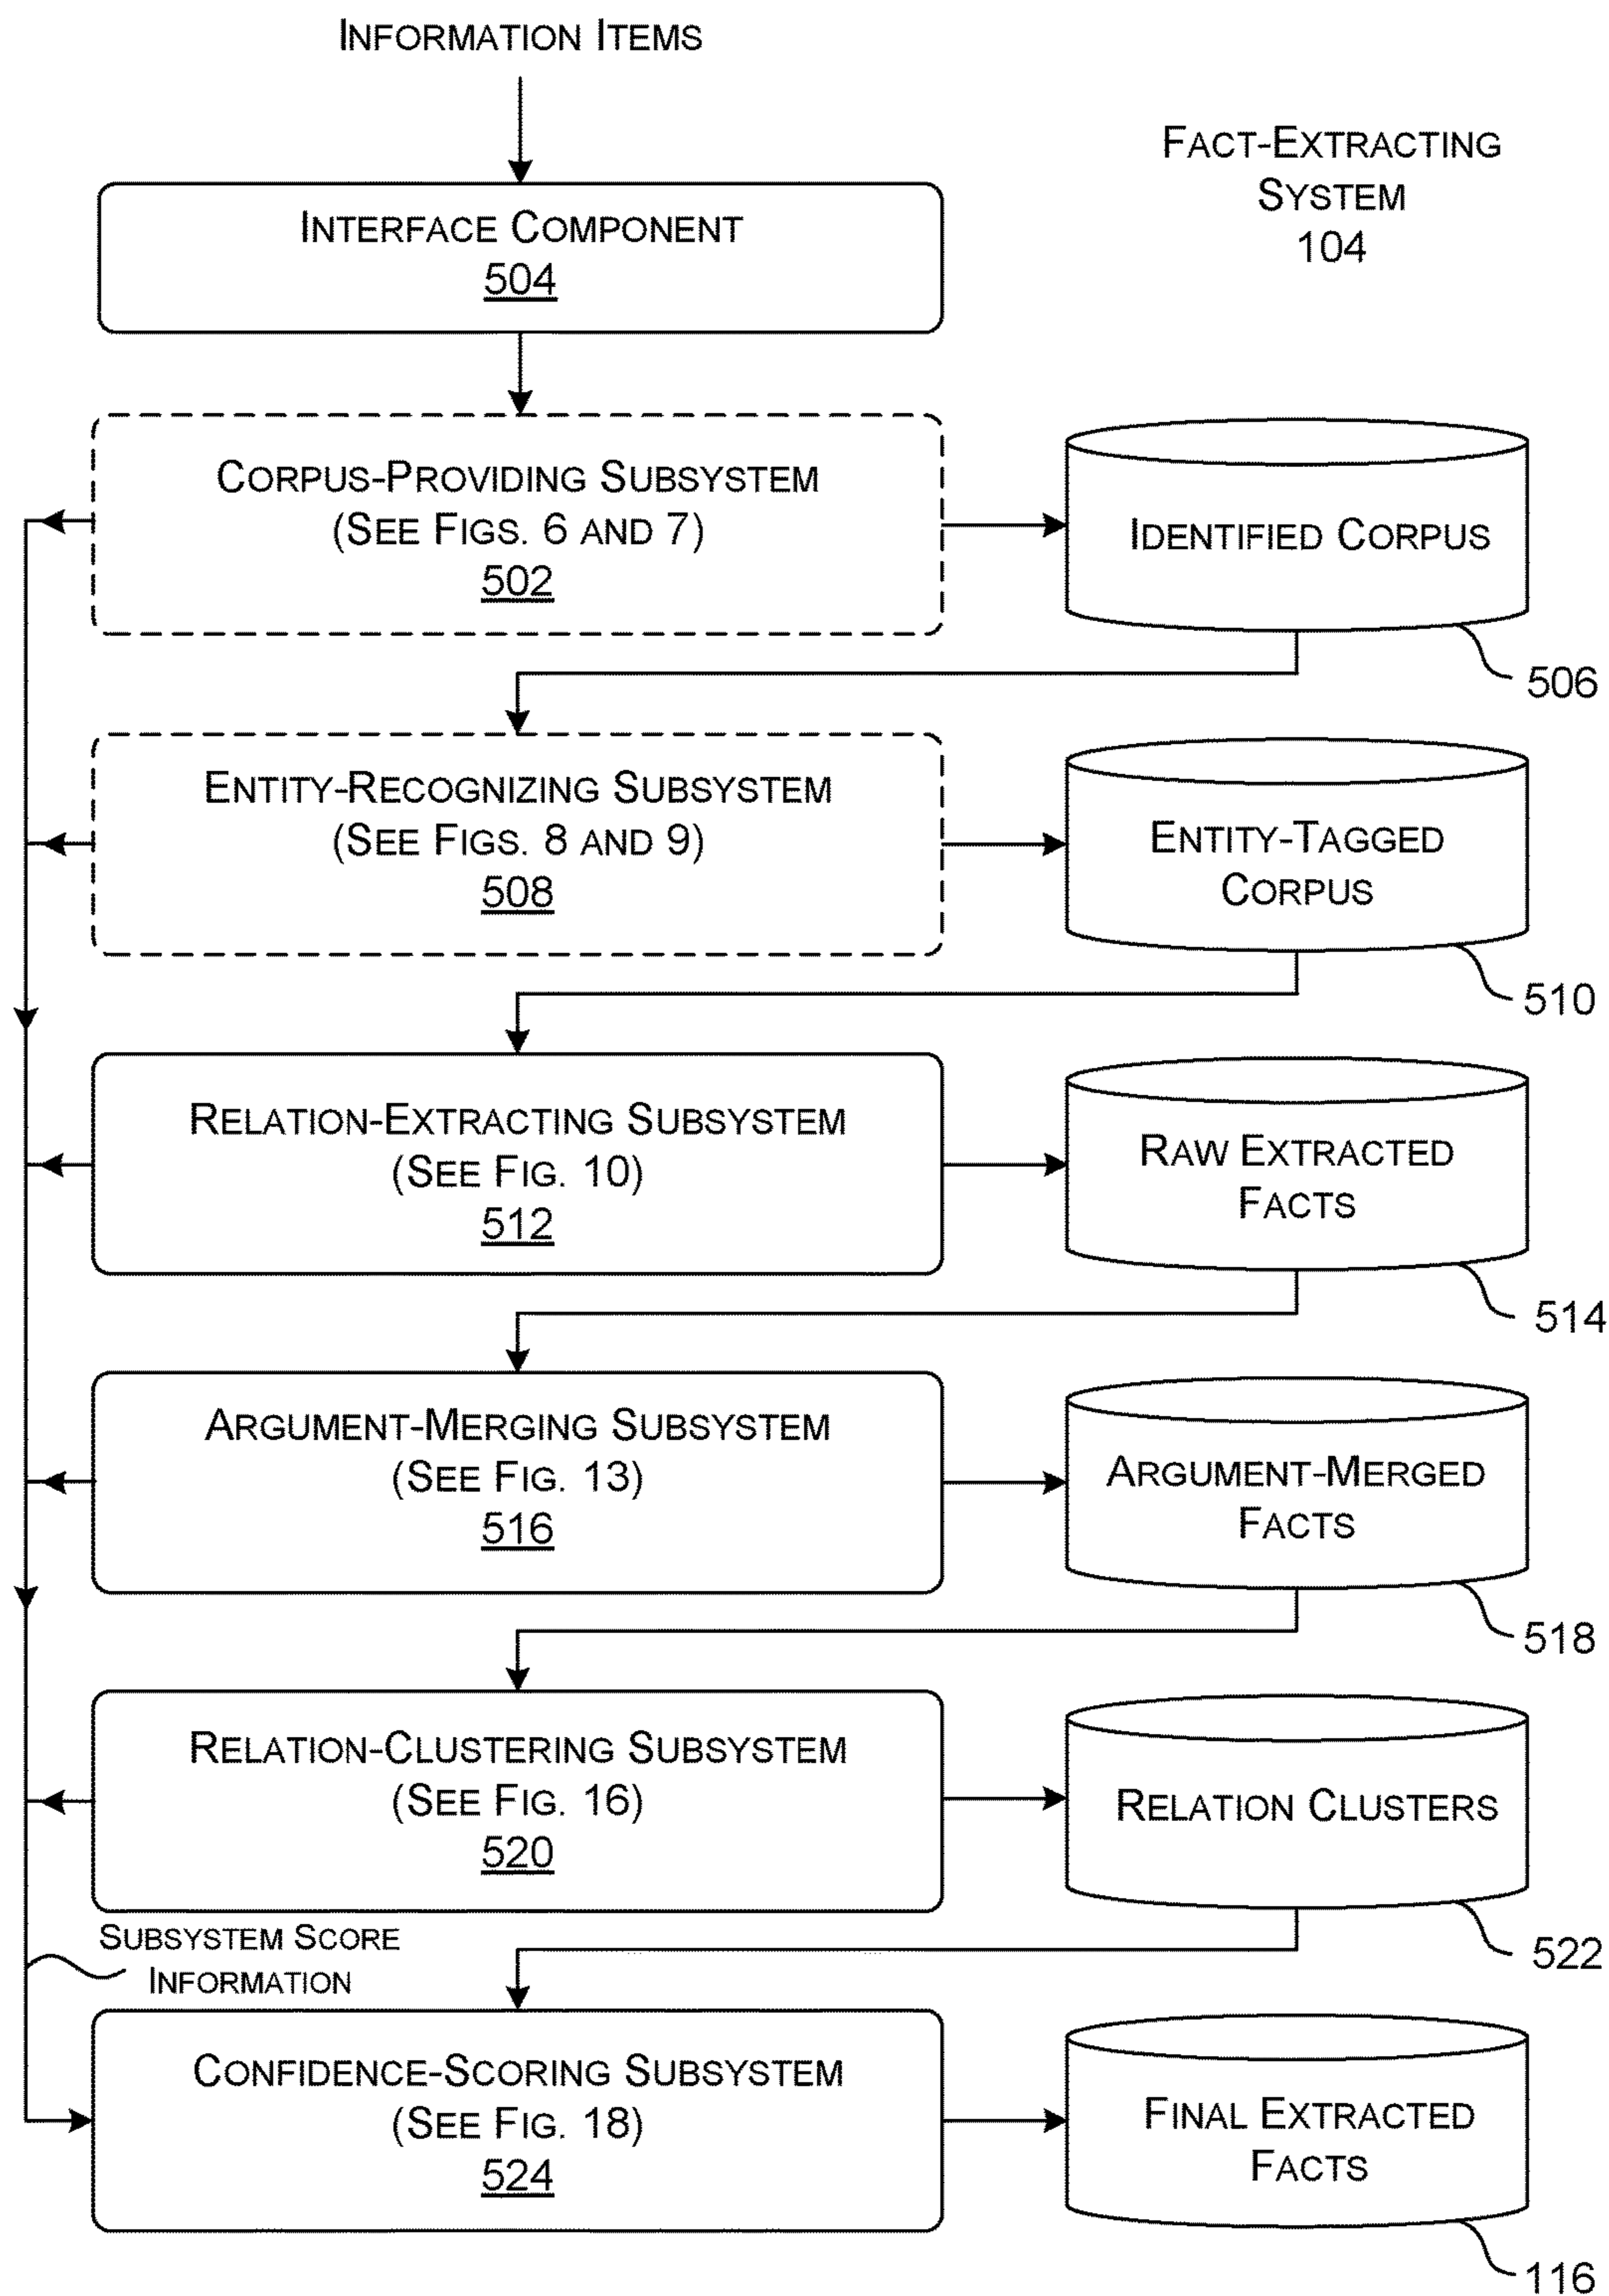 INFORMATION ITEMS
FACT-EXTRACTING
SYSTEM
104
INTERFACE COMPONENT
504
CORPUS-PROVIDING SUBSYSTEM
(SEE FIGS. 6 AND 7)
502
IDENTIFIED CORPUS
506
ENTITY-RECOGNIZING SUBSYSTEM
(SEE FIGS. 8 AND 9)
508
ENTITY-TAGGED
CORPUS
510
RELATION-EXTRACTING SUBSYSTEM
(SEE FIG. 10)
512
RAW EXTRACTED
FACTS
514
ARGUMENT-MERGING SUBSYSTEM
(SEE FIG. 13)
516
ARGUMENT-MERGED
FACTS
518
RELATION-CLUSTERING SUBSYSTEM
(SEE FIG. 16)
520
RELATION CLUSTERS
522
SUBSYSTEM SCORE
INFORMATION
CONFIDENCE-SCORING SUBSYSTEM
(SEE FIG. 18)
524
FINAL EXTRACTED
FACTS
116